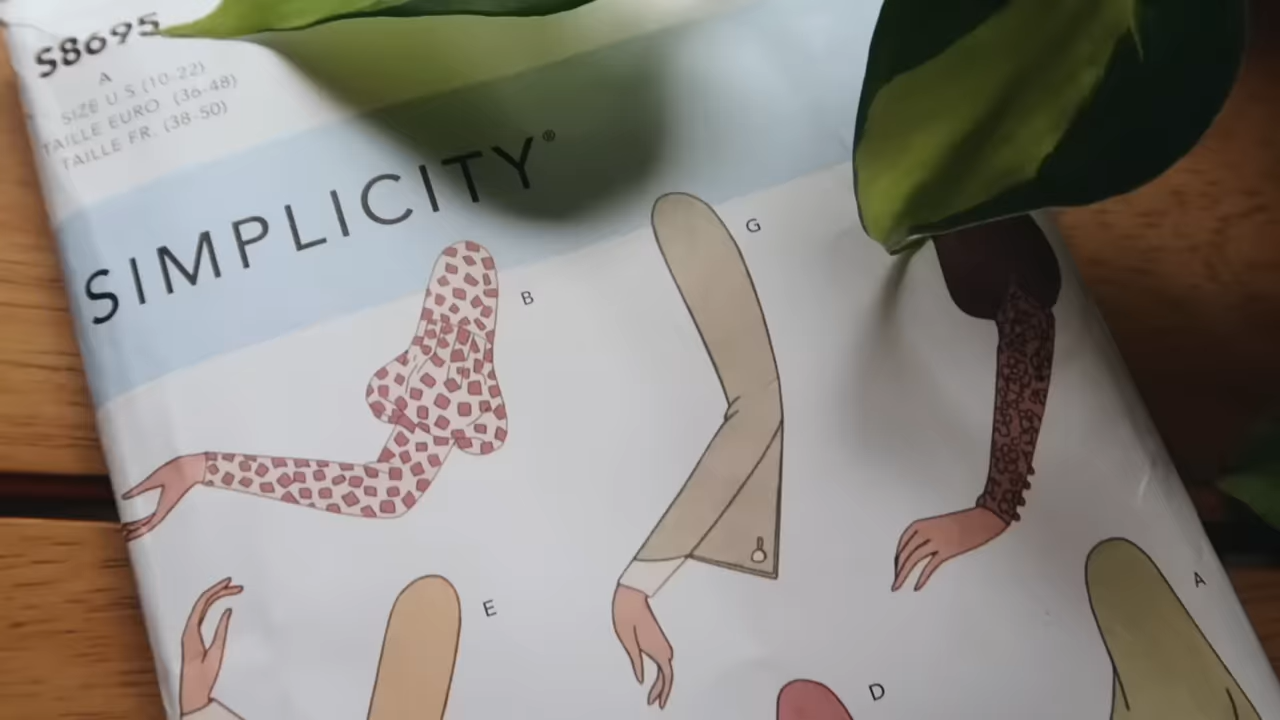 S8695
A
SIZE U.S (10-22)
TAILLE EURO (36-48)
TAILLE FR. (38-50)
SIMPLICITY®
B
G
E
A
D